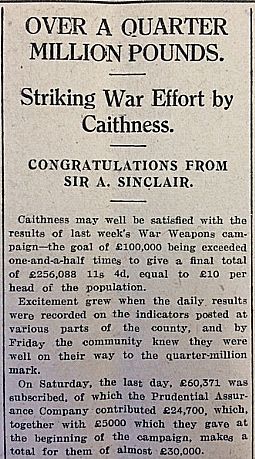 OVER A QUARTER
MILLION POUNDS.
Striking War Effort by
Caithness.
CONGRATULATIONS FROM
SIR A. SINCLAIR.
Caithness may well be satisfied with the
results of last week's War Weapons cam-
paign—the goal of £100,000 being exceeded
one-and-a-half times to give a final total
of £256,088 11s 4d, equal to £10 per
head of the population.
Excitement grew when the daily results
were recorded on the indicators posted at
various parts of the county, and by
Friday the community knew they were
well on their way to the quarter-million
mark.
On Saturday, the last day, £60,371 was
subscribed, of which the Prudential Assur-
ance Company contributed £24,700, which,
together with £5000 which they gave at
the beginning of the campaign, makes a
total for them of almost £30,000.